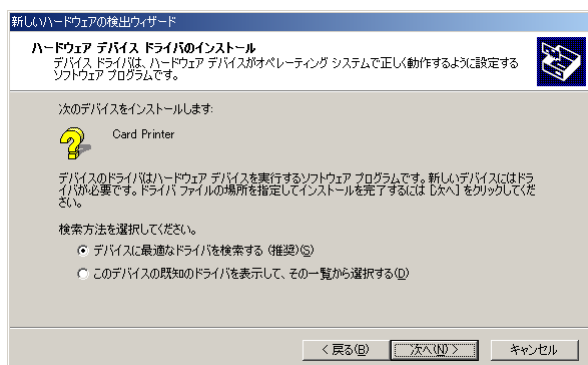 新しいハードウェアの検出ウィザード
ハードウェア デバイス ドライバのインストール
デバイス ドライバは、ハードウェア デバイスがオペレーティング システムで正しく動作するように設定する
ソフトウェア プログラムです。
次のデバイスをインストールします:
Card Printer
デバイスのドライバはハードウェア デバイスを実行するソフトウェア プログラムです。新しいデバイスにはドラ
イバが必要です。ドライバ ファイルの場所を指定してインストールを完了するには [次へ] をクリックしてくだ
さい。
検索方法を選択してください。
デバイスに最適なドライバを検索する (推奨)(S)
このデバイスの既知のドライバを表示して、その一覧から選択する(D)
< 戻る(B) 次へ(N) > キャンセル